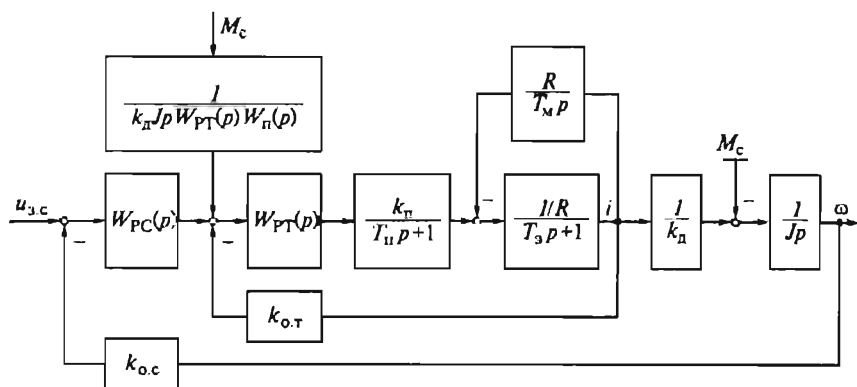 M_c
1
k_д Jp W_РТ(p) W_п(p)
R
T_м p
M_c
u_з.с
W_РС(p)
W_РТ(p)
k_п
T_п p+1
1/R
T_э p+1
i
1
k_д
1
Jp
ω
k_о.т
k_о.с
− − − −